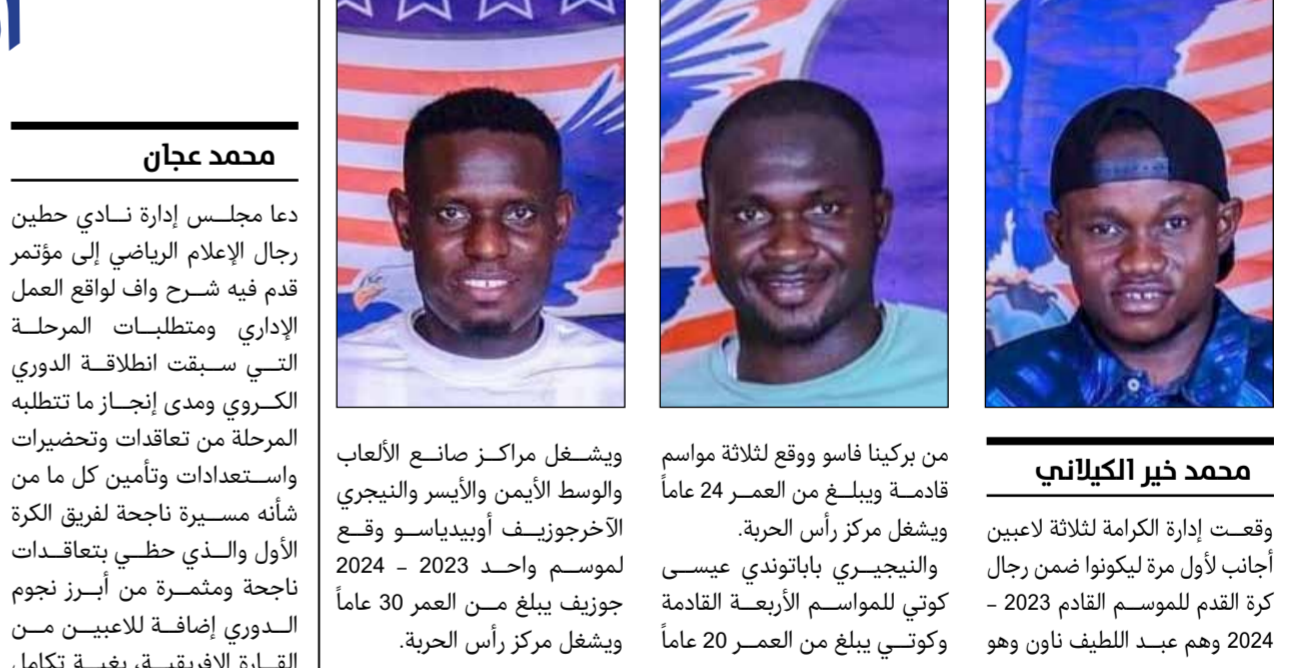 محمد خير الكيلاني
وقعت إدارة الكرامة لثلاثة لاعبين
أجانب لأول مرة ليكونوا ضمن رجال
كرة القدم للموسم القادم 2023 –
2024 وهم عبد اللطيف ناون وهو
من بركينا فاسو ووقع لثلاثة مواسم
قادمة ويبلغ من العمر 24 عاماً
ويشغل مركز رأس الحربة.
والنيجيري باباتوندي عيسى
كوتي للمواسم الأربعة القادمة
وكوتي يبلغ من العمر 20 عاماً
ويشغل مراكز صانع الألعاب
والوسط الأيمن والأيسر والنيجري
الآخرجوزيف أوبيدياسو وقع
لموسم واحد 2023 – 2024
جوزيف يبلغ من العمر 30 عاماً
ويشغل مركز رأس الحربة.
محمد عجان
دعا مجلس إدارة نادي حطين
رجال الإعلام الرياضي إلى مؤتمر
قدم فيه شرح واف لواقع العمل
الإداري ومتطلبات المرحلة
التي سبقت انطلاقة الدوري
الكروي ومدى إنجاز ما تتطلبه
المرحلة من تعاقدات وتحضيرات
واستعدادات وتأمين كل ما من
شأنه مسيرة ناجحة لفريق الكرة
الأول والذي حظي بتعاقدات
ناجحة ومثمرة من أبرز نجوم
الدوري إضافة للاعبين من
القارة الإفريقية، بغية تكامل